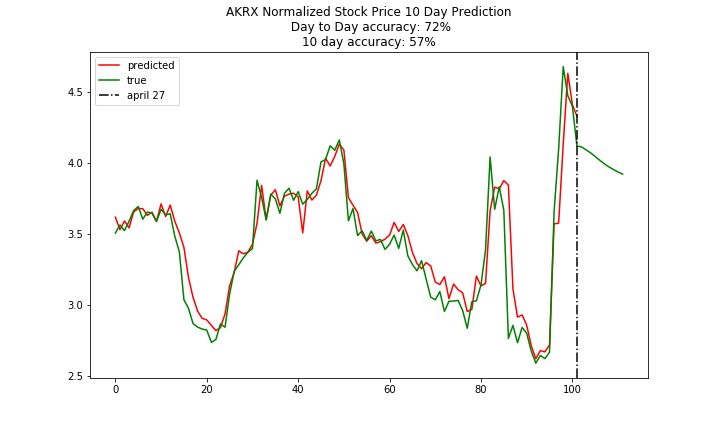 AKRX Normalized Stock Price 10 Day Prediction
Day to Day accuracy: 72%
10 day accuracy: 57%
predicted
true
april 27
4.5
4.0
3.5
3.0
2.5
0
20
40
60
80
100